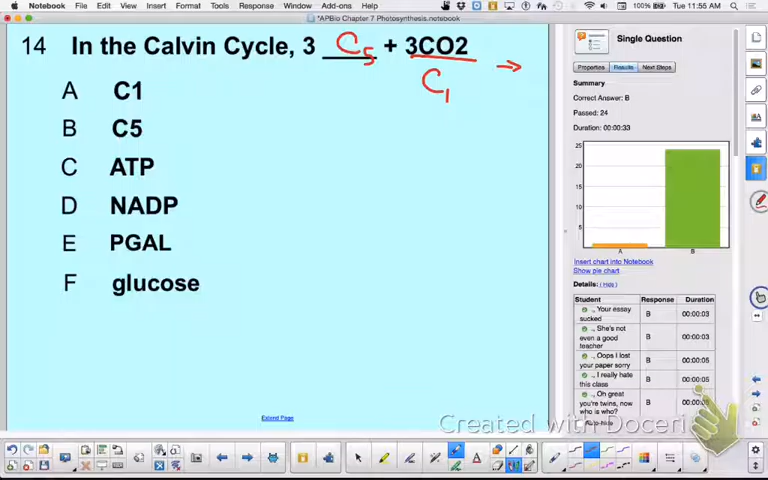 Notebook File Edit View Insert Format Tools Response Window Add-Ons Help
100% Tue 11:55 AM
*APBio Chapter 7 Photosynthesis.notebook
14 In the Calvin Cycle, 3 C5 + 3CO2 →
C1
A C1
B C5
C ATP
D NADP
E PGAL
F glucose
Extend Page
Single Question
Properties Results Next Steps
Summary
Correct Answer: B
Passed: 24
Duration: 00:00:33
25
20
15
10
5
A B
Insert chart into Notebook
Show pie chart
Details: (Hide)
Student Response Duration
., Your essay sucked B 00:00:03
., She's not even a good teacher B 00:00:03
., Oops I lost your paper sorry B 00:00:05
., I really hate this class B 00:00:05
., Oh great you're twins, now who is who? B
Created with Doceri
Auto-hide